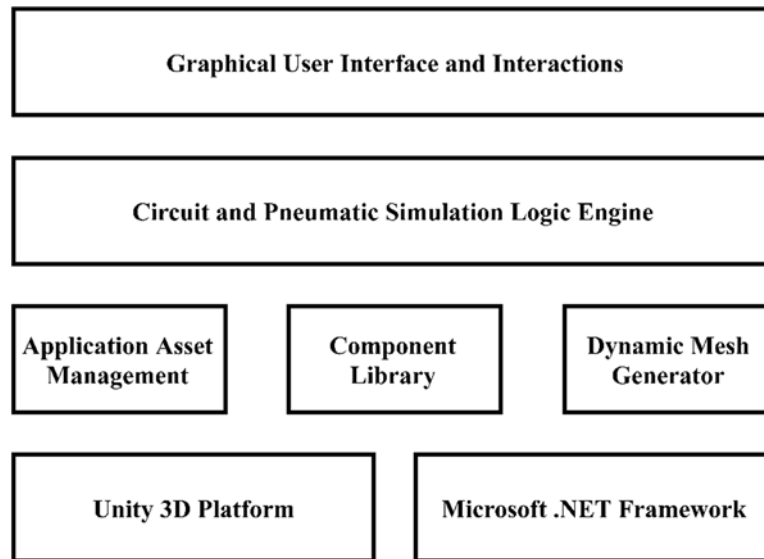 Graphical User Interface and Interactions
Circuit and Pneumatic Simulation Logic Engine
Application Asset
Management
Component
Library
Dynamic Mesh
Generator
Unity 3D Platform
Microsoft .NET Framework